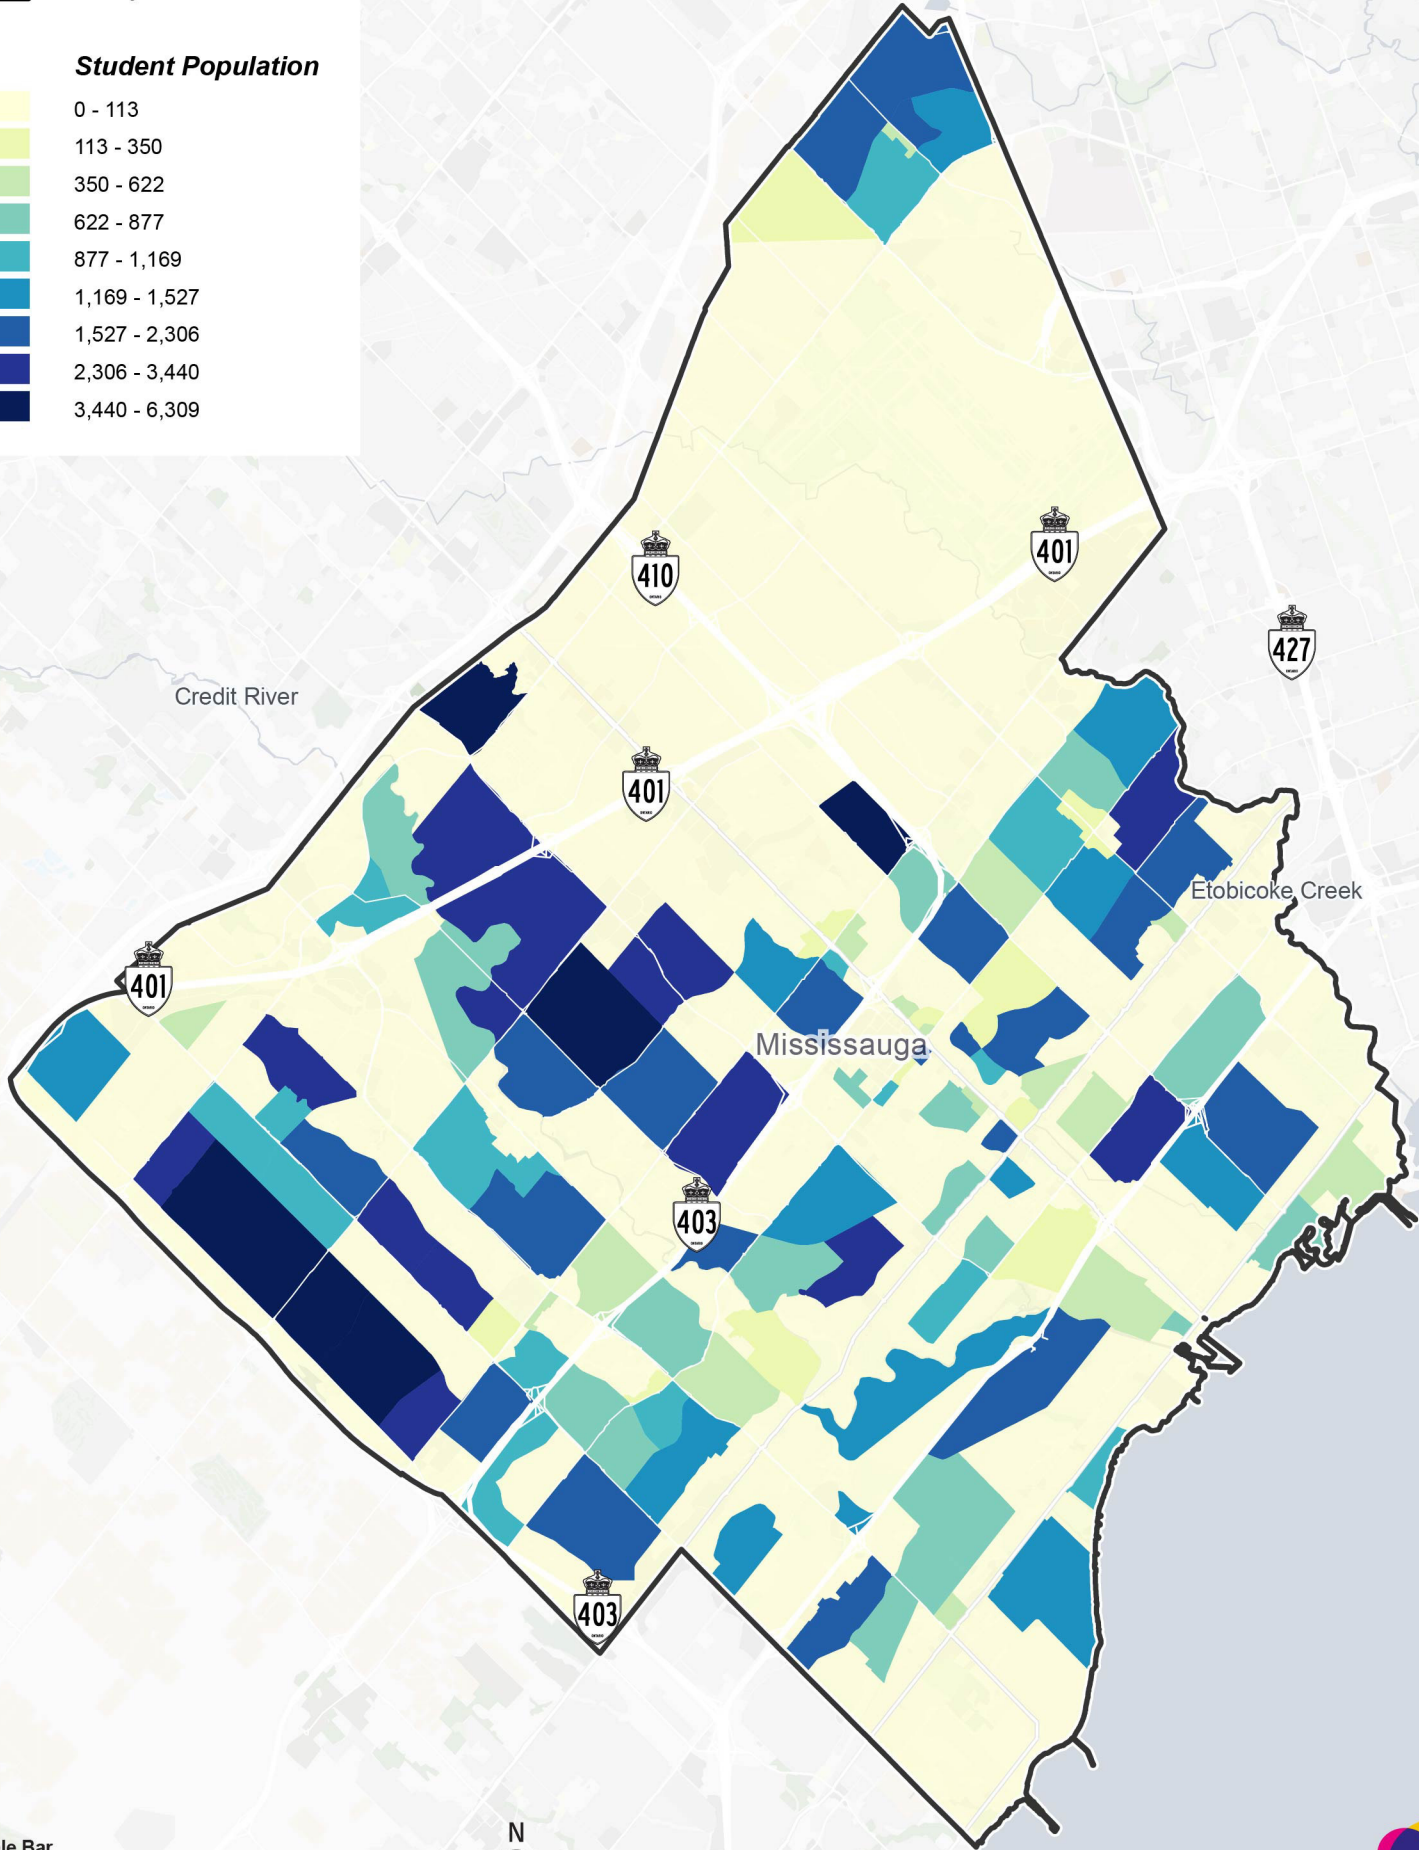 Student Population
0 - 113
113 - 350
350 - 622
622 - 877
877 - 1,169
1,169 - 1,527
1,527 - 2,306
2,306 - 3,440
3,440 - 6,309
401
410
427
Credit River
401
Etobicoke Creek
401
Mississauga
403
403
N
le Bar